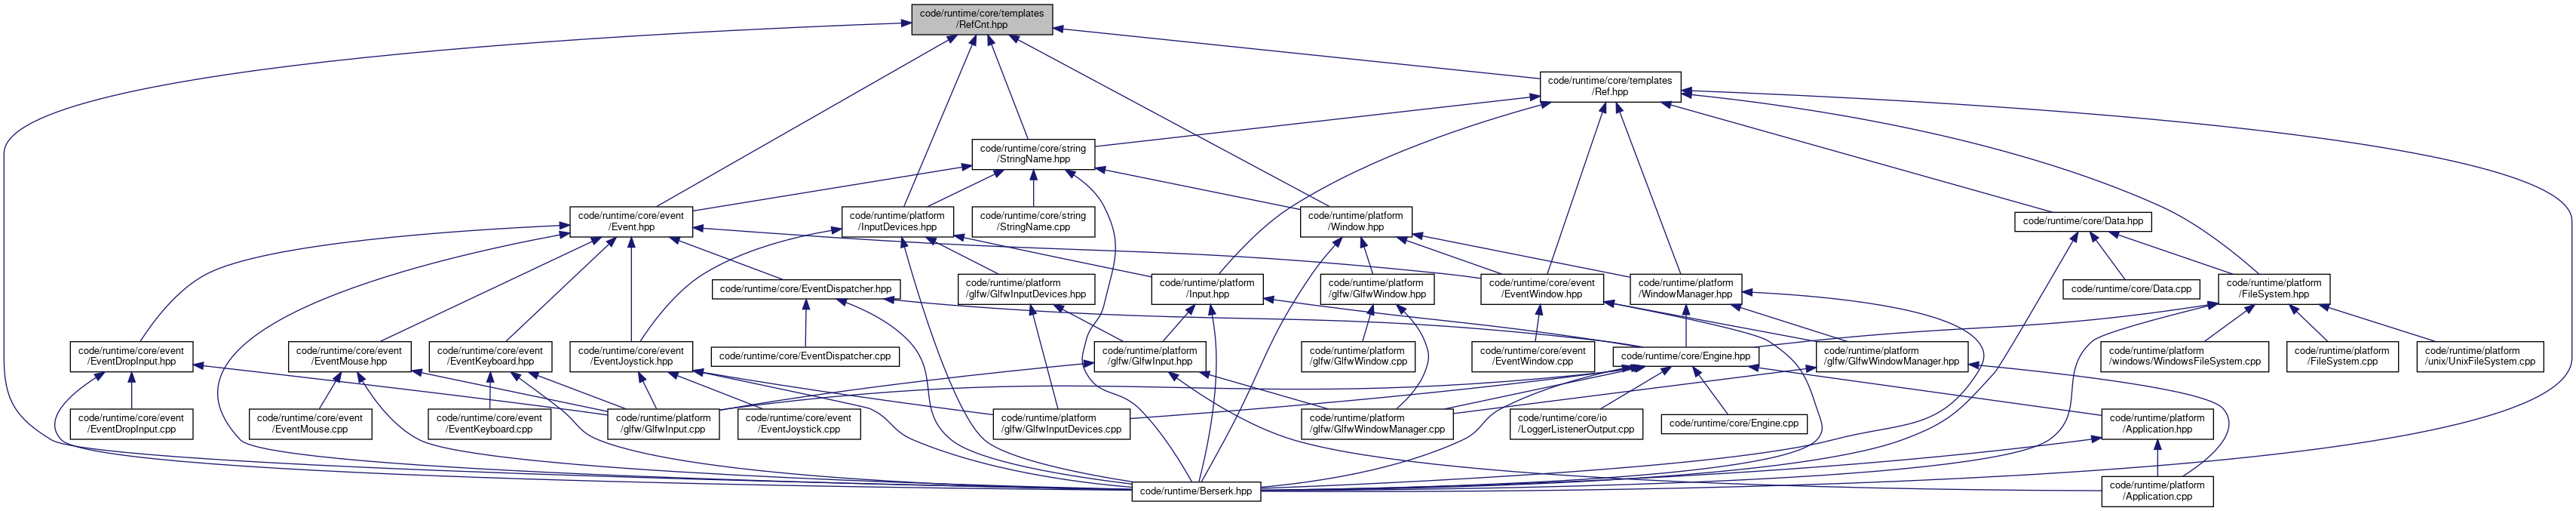 code/runtime/core/templates
/RefCnt.hpp
code/runtime/core/templates
/Ref.hpp
code/runtime/core/string
/StringName.hpp
code/runtime/core/event
/Event.hpp
code/runtime/platform
/InputDevices.hpp
code/runtime/core/string
/StringName.cpp
code/runtime/platform
/Window.hpp
code/runtime/core/Data.hpp
code/runtime/core/EventDispatcher.hpp
code/runtime/platform
/glfw/GlfwInputDevices.hpp
code/runtime/platform
/Input.hpp
code/runtime/platform
/glfw/GlfwWindow.hpp
code/runtime/core/event
/EventWindow.hpp
code/runtime/platform
/WindowManager.hpp
code/runtime/core/Data.cpp
code/runtime/platform
/FileSystem.hpp
code/runtime/core/event
/EventDropInput.hpp
code/runtime/core/event
/EventMouse.hpp
code/runtime/core/event
/EventKeyboard.hpp
code/runtime/core/event
/EventJoystick.hpp
code/runtime/core/EventDispatcher.cpp
code/runtime/platform
/glfw/GlfwInput.hpp
code/runtime/platform
/glfw/GlfwWindow.cpp
code/runtime/core/event
/EventWindow.cpp
code/runtime/core/Engine.hpp
code/runtime/platform
/glfw/GlfwWindowManager.hpp
code/runtime/platform
/windows/WindowsFileSystem.cpp
code/runtime/platform
/FileSystem.cpp
code/runtime/platform
/unix/UnixFileSystem.cpp
code/runtime/core/event
/EventDropInput.cpp
code/runtime/core/event
/EventMouse.cpp
code/runtime/core/event
/EventKeyboard.cpp
code/runtime/platform
/glfw/GlfwInput.cpp
code/runtime/core/event
/EventJoystick.cpp
code/runtime/platform
/glfw/GlfwInputDevices.cpp
code/runtime/platform
/glfw/GlfwWindowManager.cpp
code/runtime/core/io
/LoggerListenerOutput.cpp
code/runtime/core/Engine.cpp
code/runtime/platform
/Application.hpp
code/runtime/Berserk.hpp
code/runtime/platform
/Application.cpp